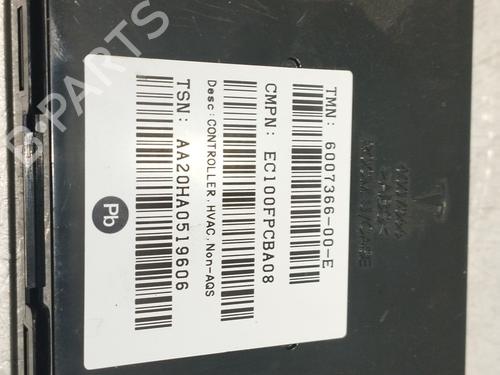 TMN: 6007366-00-E
CMPN: EC100FPCBA08
Desc:CONTROLLER,HVAC,Non-AQS
TSN: AA20HA0519606
Pb
B-PARTS